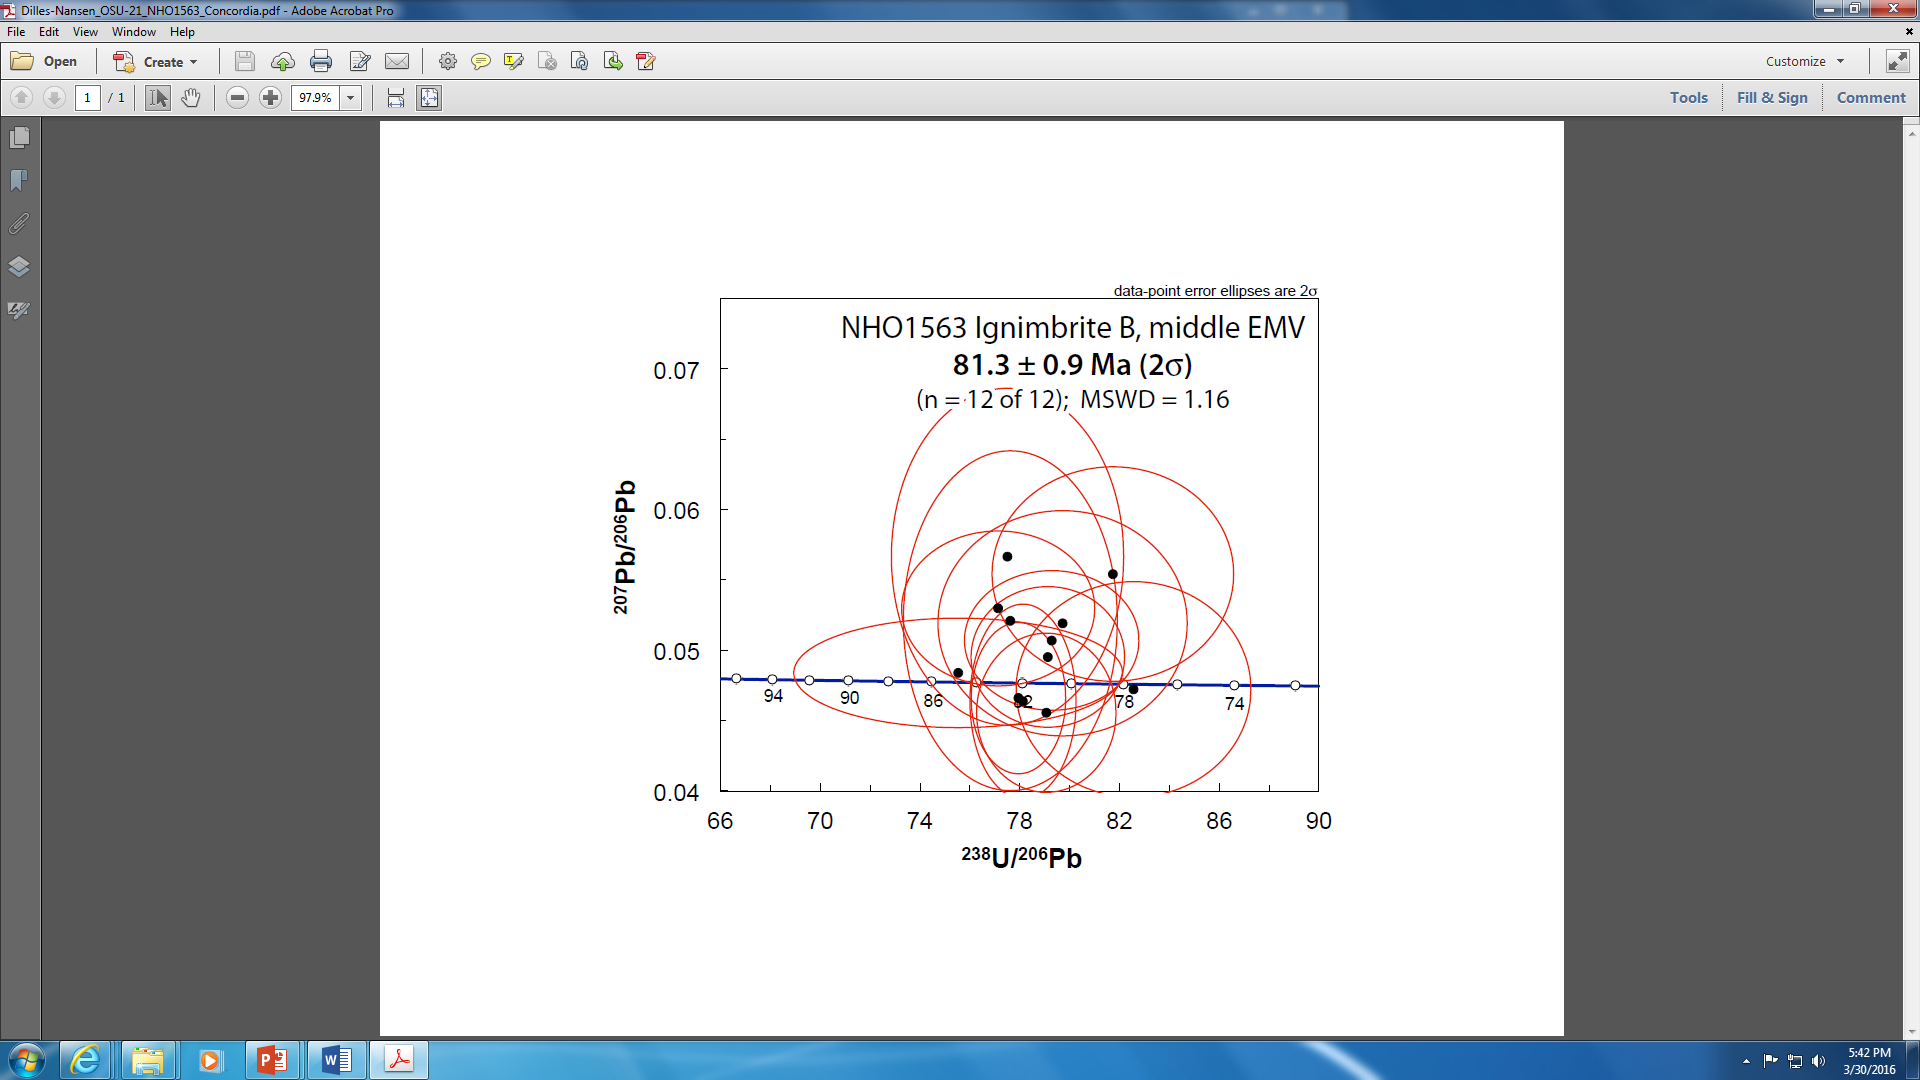 Dilles-Nansen_OSU-21_NHO1563_Concordia.pdf - Adobe Acrobat Pro
File Edit View Window Help
Open Create Customize
1 / 1 97.9% Tools Fill & Sign Comment
data-point error ellipses are 2σ
NHO1563 Ignimbrite B, middle EMV
81.3 ± 0.9 Ma (2σ)
(n = 12 of 12); MSWD = 1.16
0.07
0.06
0.05
0.04
207Pb/206Pb
94 90 86 82 78 74
66 70 74 78 82 86 90
238U/206Pb
5:42 PM
3/30/2016